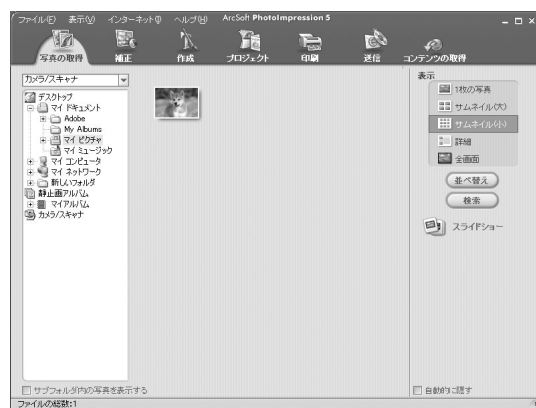 ファイル(F) 表示(V) インターネット(I) ヘルプ(H) ArcSoft PhotoImpression 5
写真の取得 補正 作成 プロジェクト 印刷 送信 コンテンツの取得
カメラ/スキャナ
デスクトップ
マイ ドキュメント
Adobe
My Albums
マイ ピクチャ
マイ ミュージック
マイ コンピュータ
マイ ネットワーク
新しいフォルダ
静止画アルバム
マイアルバム
カメラ/スキャナ
表示
1枚の写真
サムネイル(大)
サムネイル(小)
詳細
全画面
並べ替え
検索
スライドショー
サブフォルダ内の写真を表示する
自動的に隠す
ファイルの総数:1